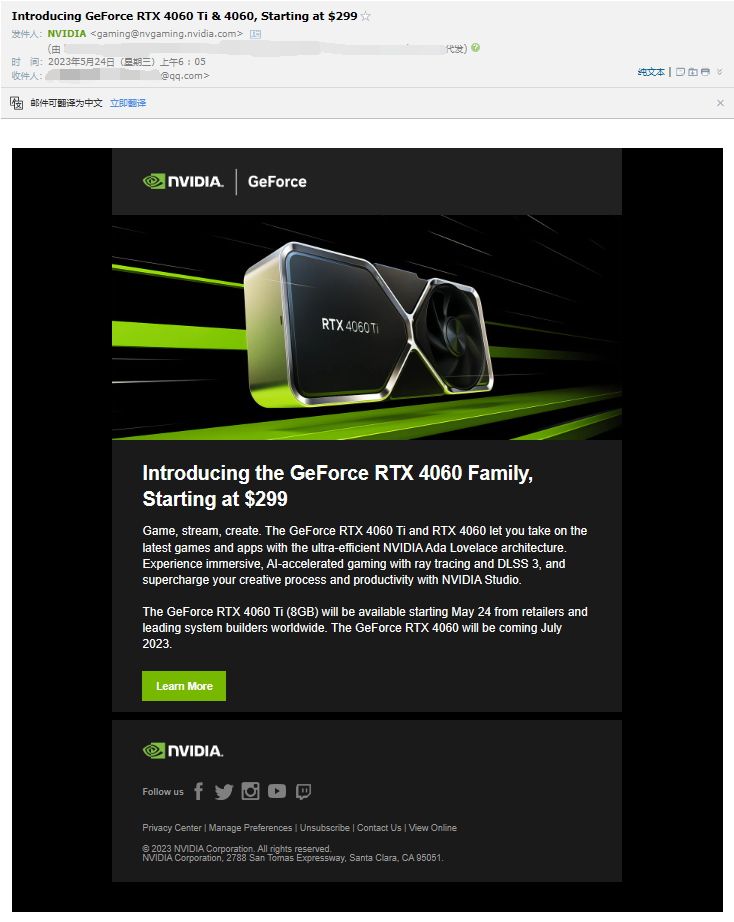 Introducing GeForce RTX 4060 Ti & 4060, Starting at $299
发件人： NVIDIA <gaming@nvgaming.nvidia.com>
(由 代发)
时 间： 2023年5月24日（星期三）上午6：05
收件人： @qq.com>
纯文本 |
邮件可翻译为中文 立即翻译
NVIDIA. | GeForce
RTX 4060 Ti
Introducing the GeForce RTX 4060 Family,
Starting at $299
Game, stream, create. The GeForce RTX 4060 Ti and RTX 4060 let you take on the
latest games and apps with the ultra-efficient NVIDIA Ada Lovelace architecture.
Experience immersive, AI-accelerated gaming with ray tracing and DLSS 3, and
supercharge your creative process and productivity with NVIDIA Studio.
The GeForce RTX 4060 Ti (8GB) will be available starting May 24 from retailers and
leading system builders worldwide. The GeForce RTX 4060 will be coming July
2023.
Learn More
NVIDIA.
Follow us
Privacy Center | Manage Preferences | Unsubscribe | Contact Us | View Online
© 2023 NVIDIA Corporation. All rights reserved.
NVIDIA Corporation, 2788 San Tomas Expressway, Santa Clara, CA 95051.